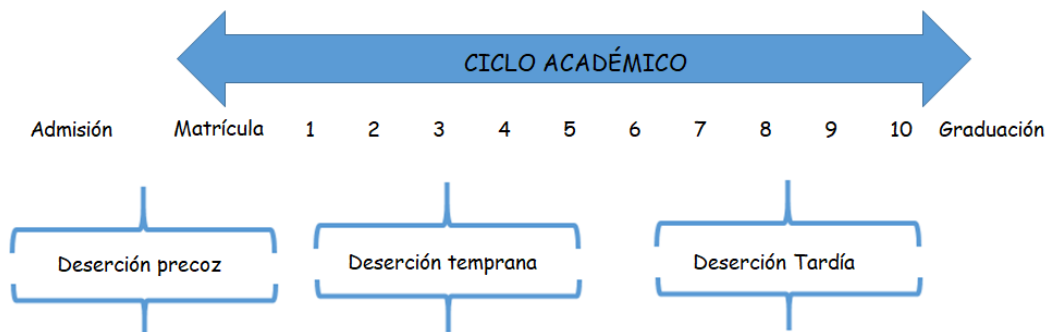 CICLO ACADÉMICO
Admisión Matrícula 1 2 3 4 5 6 7 8 9 10 Graduación
Deserción precoz Deserción temprana Deserción Tardía